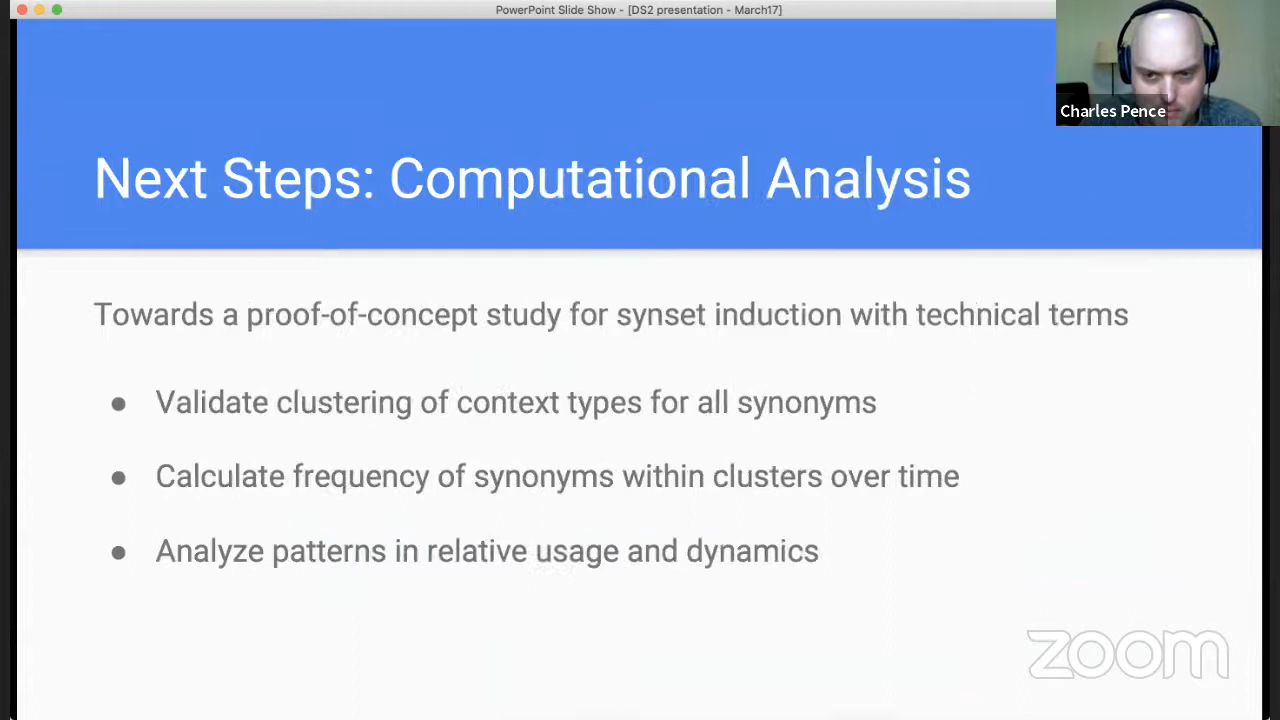 PowerPoint Slide Show - [DS2 presentation - March17]
Charles Pence
Next Steps: Computational Analysis
Towards a proof-of-concept study for synset induction with technical terms
● Validate clustering of context types for all synonyms
● Calculate frequency of synonyms within clusters over time
● Analyze patterns in relative usage and dynamics
zoom